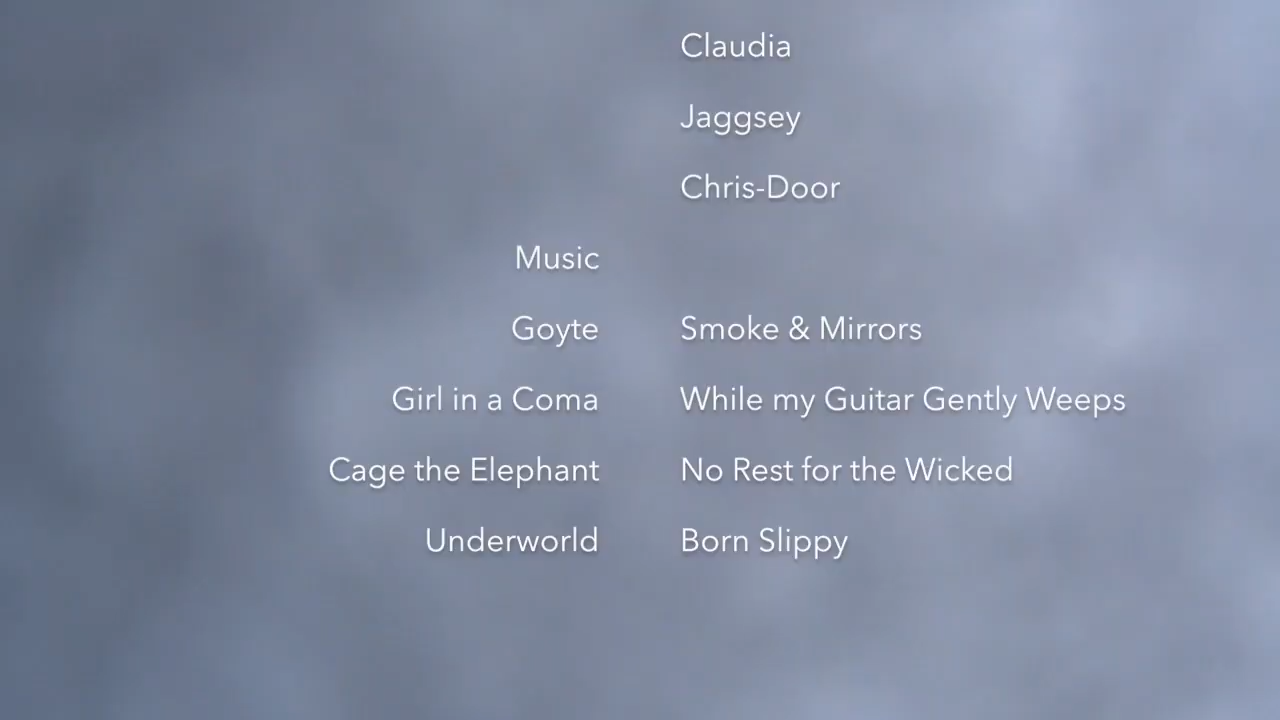 Claudia
Jaggsey
Chris-Door
Music
Goyte Smoke & Mirrors
Girl in a Coma While my Guitar Gently Weeps
Cage the Elephant No Rest for the Wicked
Underworld Born Slippy